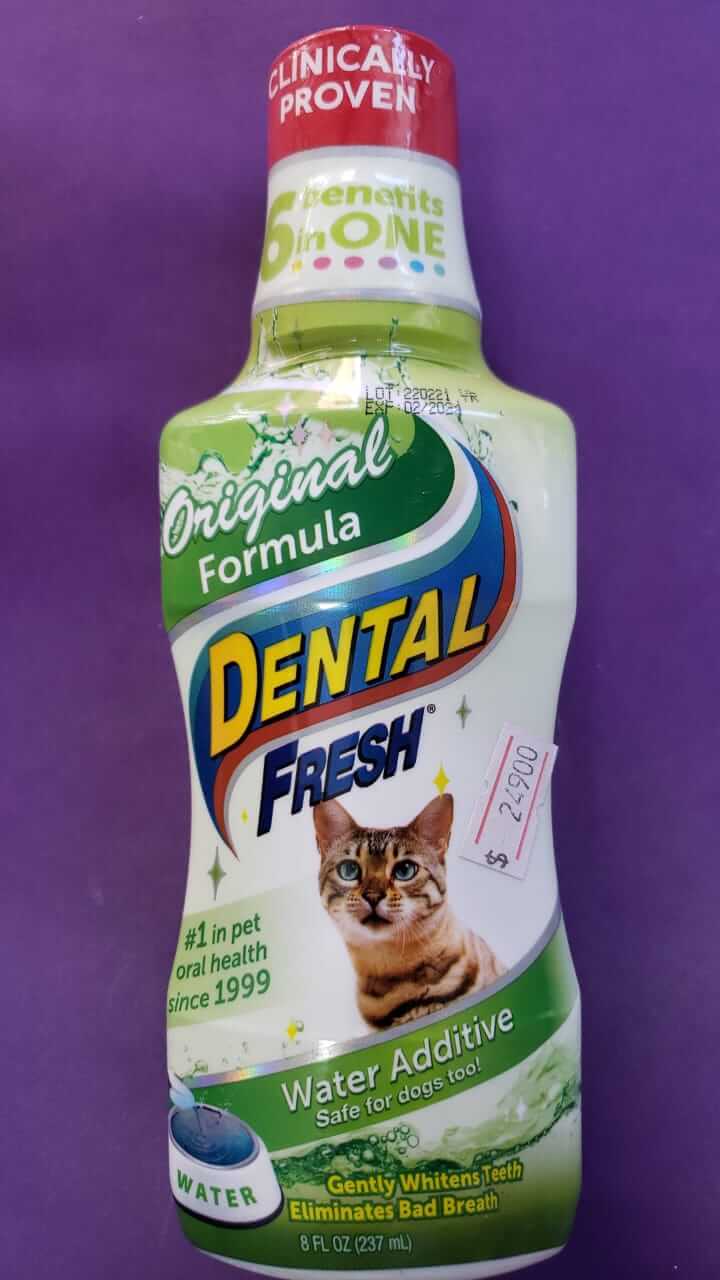 CLINICALLY
PROVEN
6 benefits
in ONE
LOT: 220221 YR
EXP: 02/2024
Original
Formula
DENTAL
FRESH®
$ 24900
#1 in pet
oral health
since 1999
Water Additive
Safe for dogs too!
WATER
Gently Whitens Teeth
Eliminates Bad Breath
8 FL OZ (237 mL)